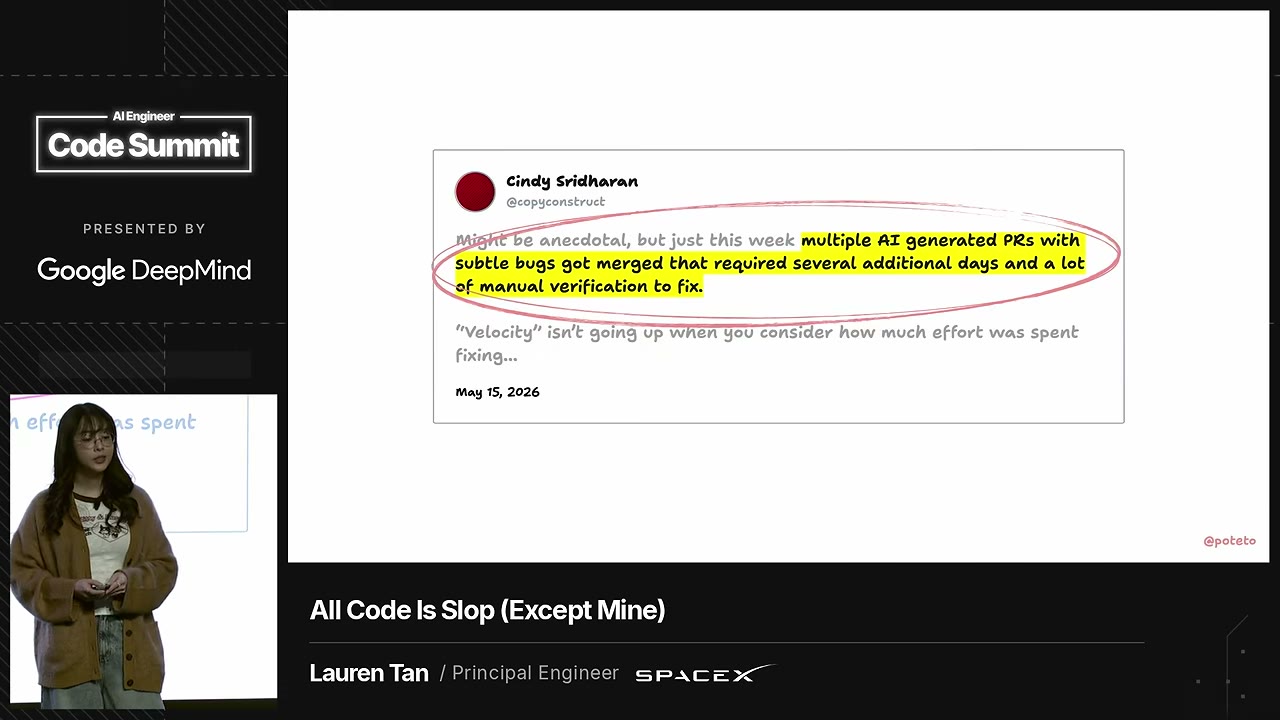 AI Engineer
Code Summit
PRESENTED BY
Google DeepMind
Cindy Sridharan
@copyconstruct
Might be anecdotal, but just this week multiple AI generated PRs with
subtle bugs got merged that required several additional days and a lot
of manual verification to fix.
“Velocity” isn’t going up when you consider how much effort was spent
fixing...
May 15, 2026
@poteto
as spent
All Code Is Slop (Except Mine)
Lauren Tan / Principal Engineer SPACEX